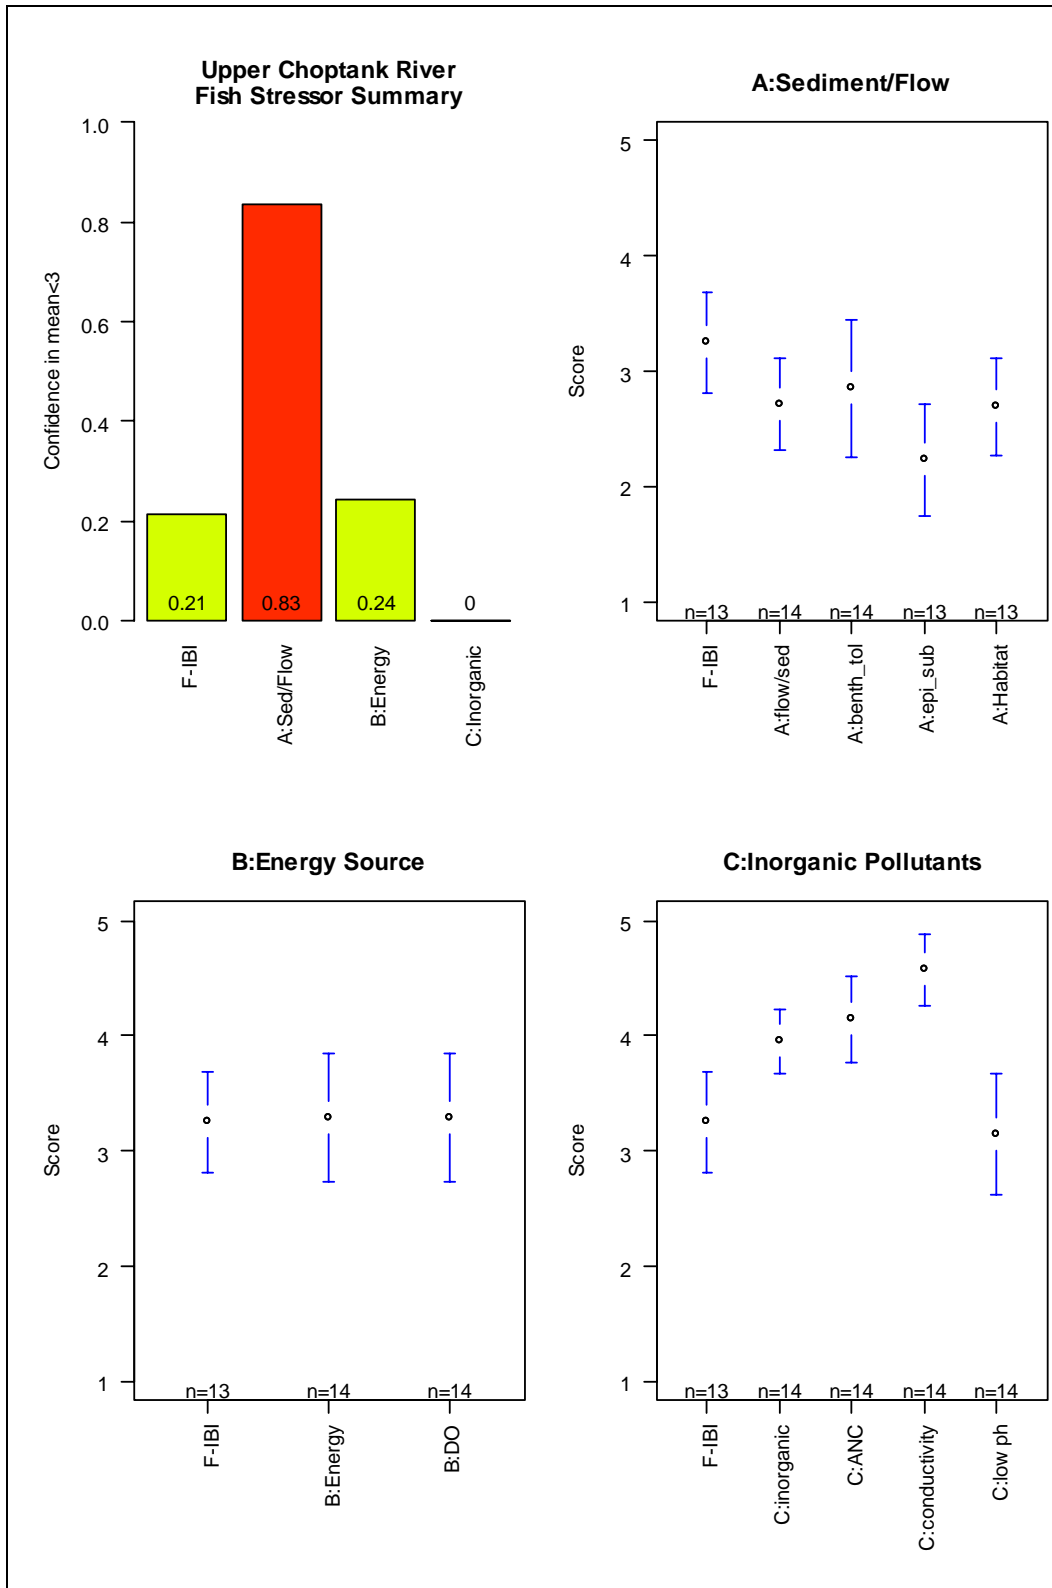 Upper Choptank River
Fish Stressor Summary
Confidence in mean<3
1.0
0.8
0.6
0.4
0.2
0.0
0.21
0.83
0.24
0
F-IBI
A:Sed/Flow
B:Energy
C:Inorganic
A:Sediment/Flow
Score
5
4
3
2
1
n=13
n=14
n=14
n=13
n=13
F-IBI
A:flow/sed
A:benth_tol
A:epi_sub
A:Habitat
B:Energy Source
Score
5
4
3
2
1
n=13
n=14
n=14
F-IBI
B:Energy
B:DO
C:Inorganic Pollutants
Score
5
4
3
2
1
n=13
n=14
n=14
n=14
n=14
F-IBI
C:inorganic
C:ANC
C:conductivity
C:low ph